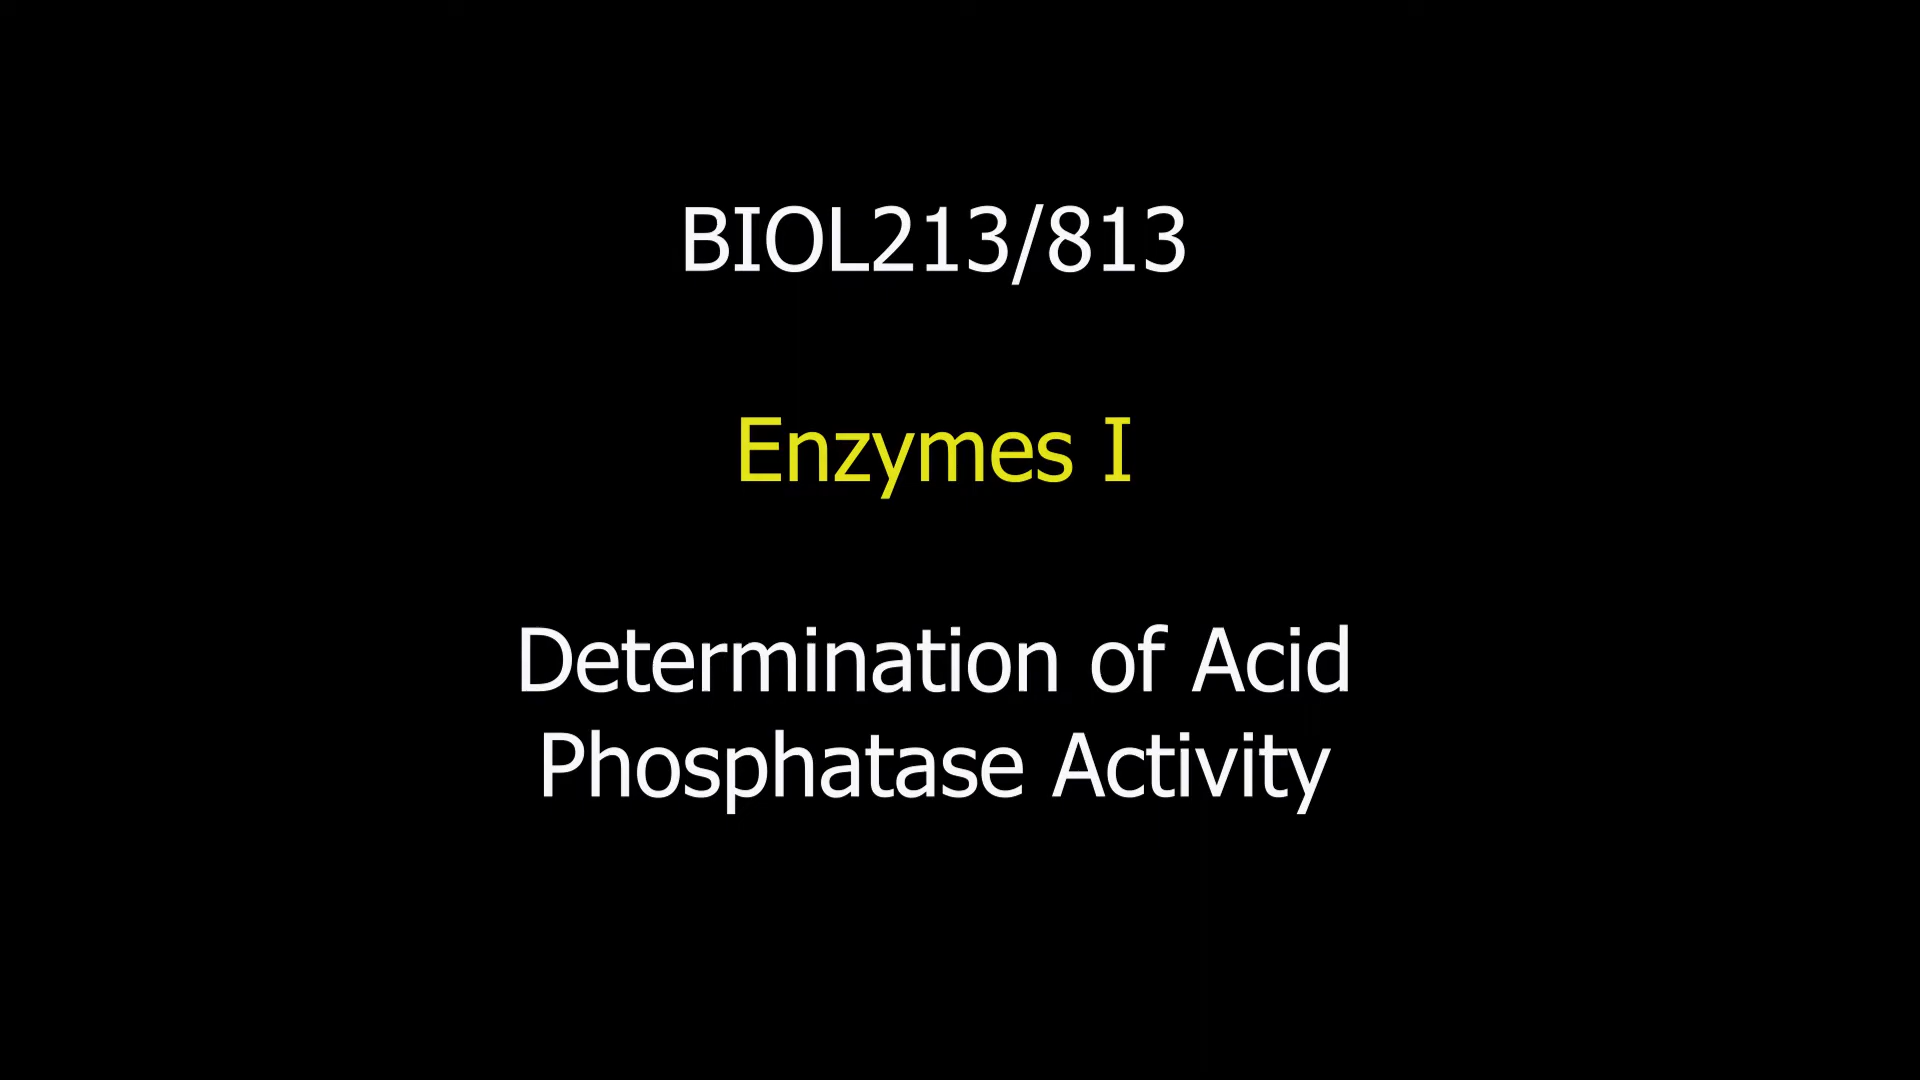 BIOL213/813
Enzymes I
Determination of Acid
Phosphatase Activity